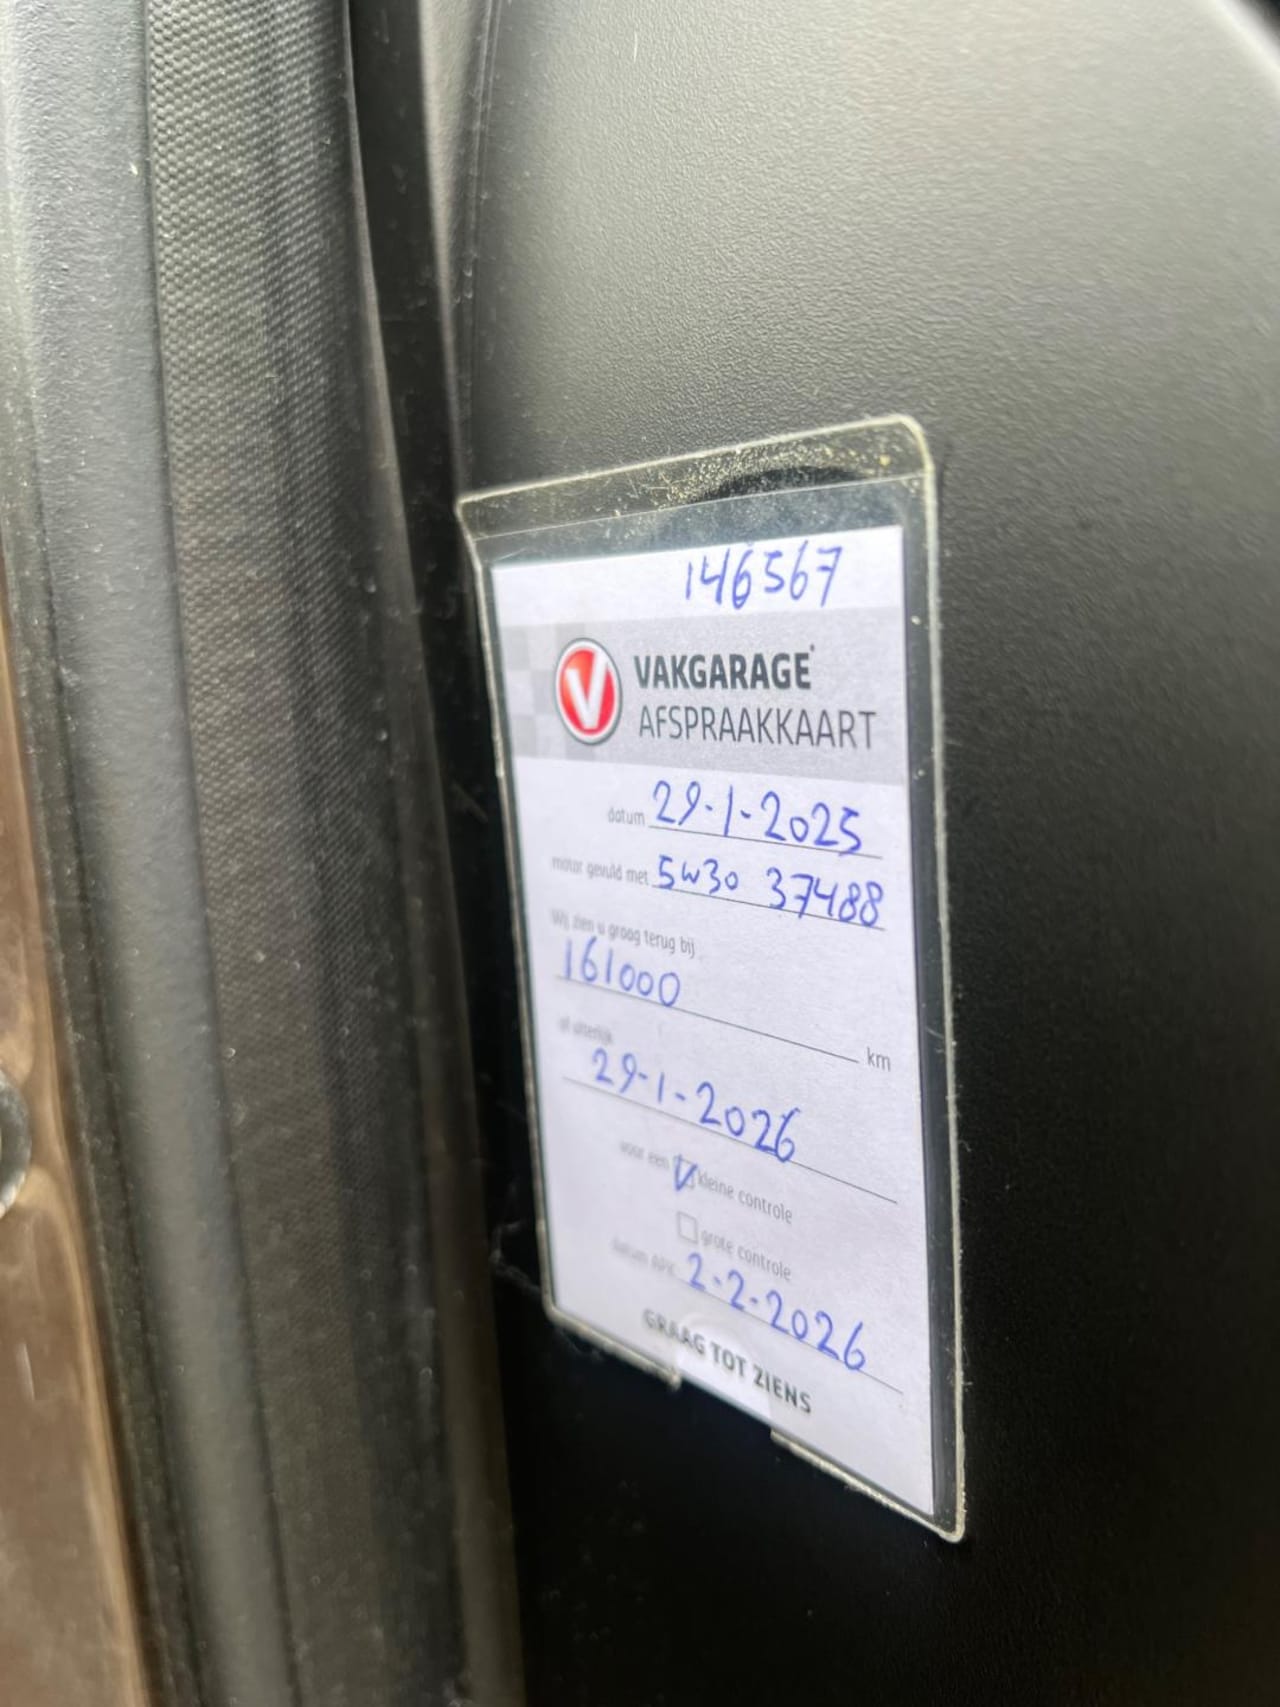 146567
V VAKGARAGE
AFSPRAAKKAART
datum 29-1-2025
motor gevuld met 5w30 37488
Wij zien u graag terug bij
161000 km
of uiterlijk
29-1-2026
voor een kleine controle
grote controle
datum APK 2-2-2026
GRAAG TOT ZIENS